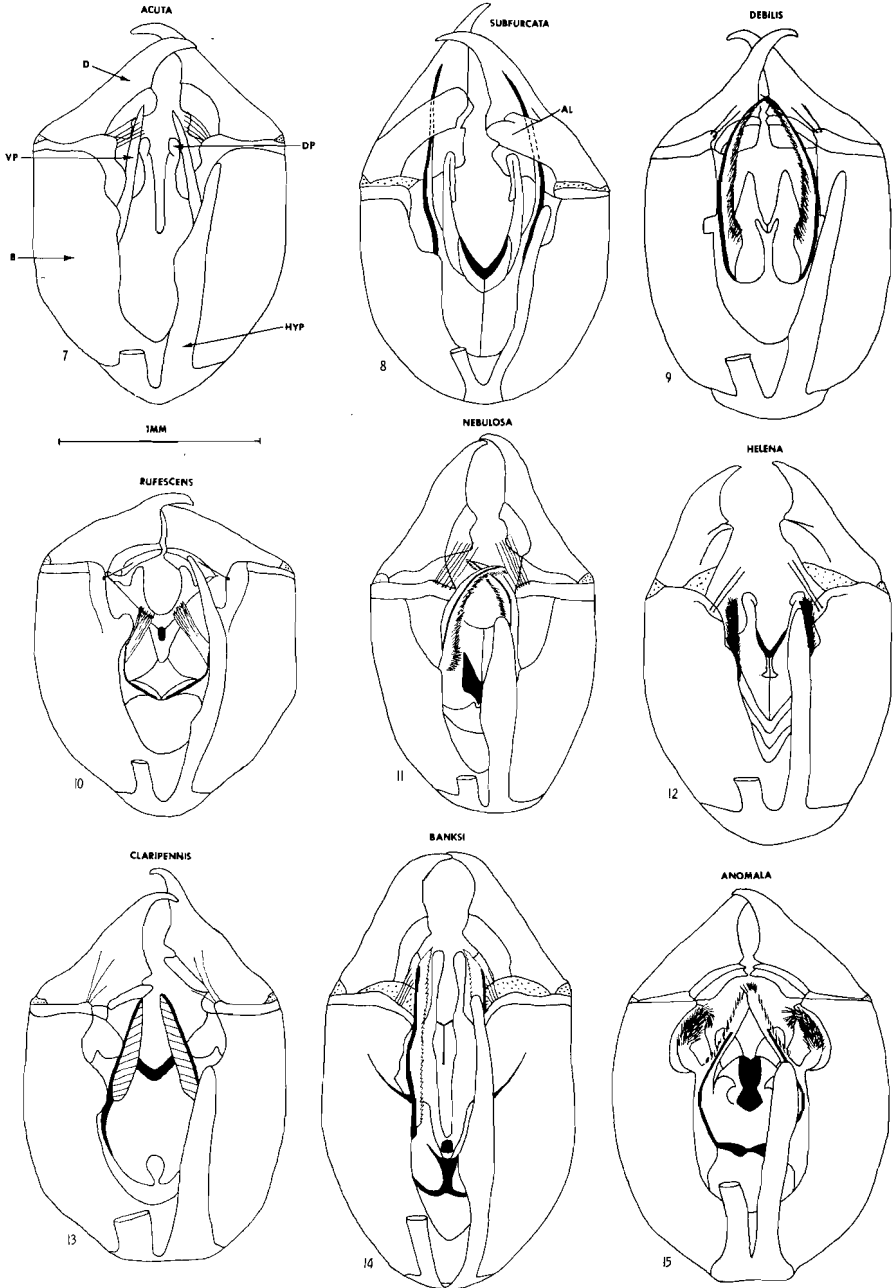 ACUTA
SUBFURCATA
DEBILIS
D
AL
VP
DP
B
HYP
7
8
9
1MM
RUFESCENS
NEBULOSA
HELENA
10
11
12
CLARIPENNIS
BANKSI
ANOMALA
13
14
15